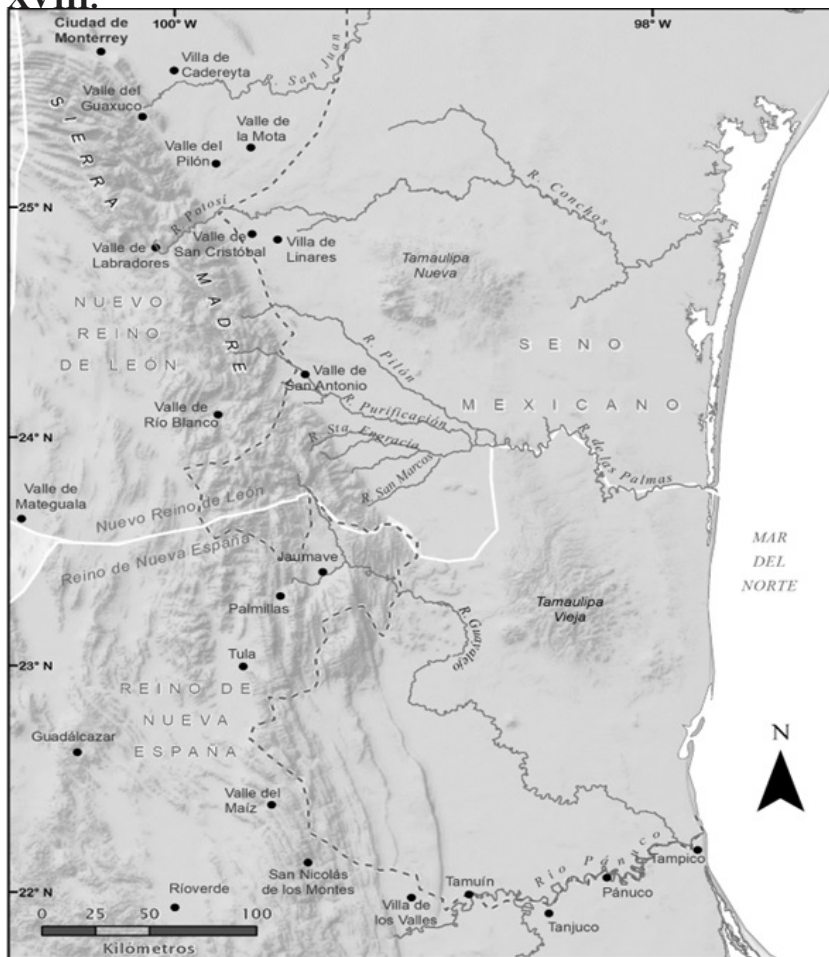 XVIII.
100° W
98° W
Ciudad de
Monterrey
Villa de
Cadereyta
R. San Juan
Valle del
Guaxuco
SIERRA
Valle de
la Mota
Valle del
Pilón
25° N
R. Potosí
R. Conchos
Valle de
Labradores
Valle de
San Cristóbal
Villa de
Linares
MADRE
Tamaulipa
Nueva
NUEVO
REINO
DE LEÓN
SENO
MEXICANO
R. Pilón
Valle de
San Antonio
R. Purificación
Valle de
Río Blanco
24° N
R. Sta. Engracia
R. San Marcos
R. de las Palmas
Valle de
Mateguala
Nuevo Reino de León
Reino de Nueva España
MAR
DEL
NORTE
Jaumave
Palmillas
Tamaulipa
Vieja
R. Guayalejo
Tula
23° N
REINO DE
NUEVA
ESPAÑA
Guadálcazar
N
Valle del
Maíz
San Nicolás
de los Montes
Río Pánuco
Tampico
22° N
Ríoverde
Villa de
los Valles
Tamuín
Pánuco
Tanjuco
0 25 50 100
Kilómetros